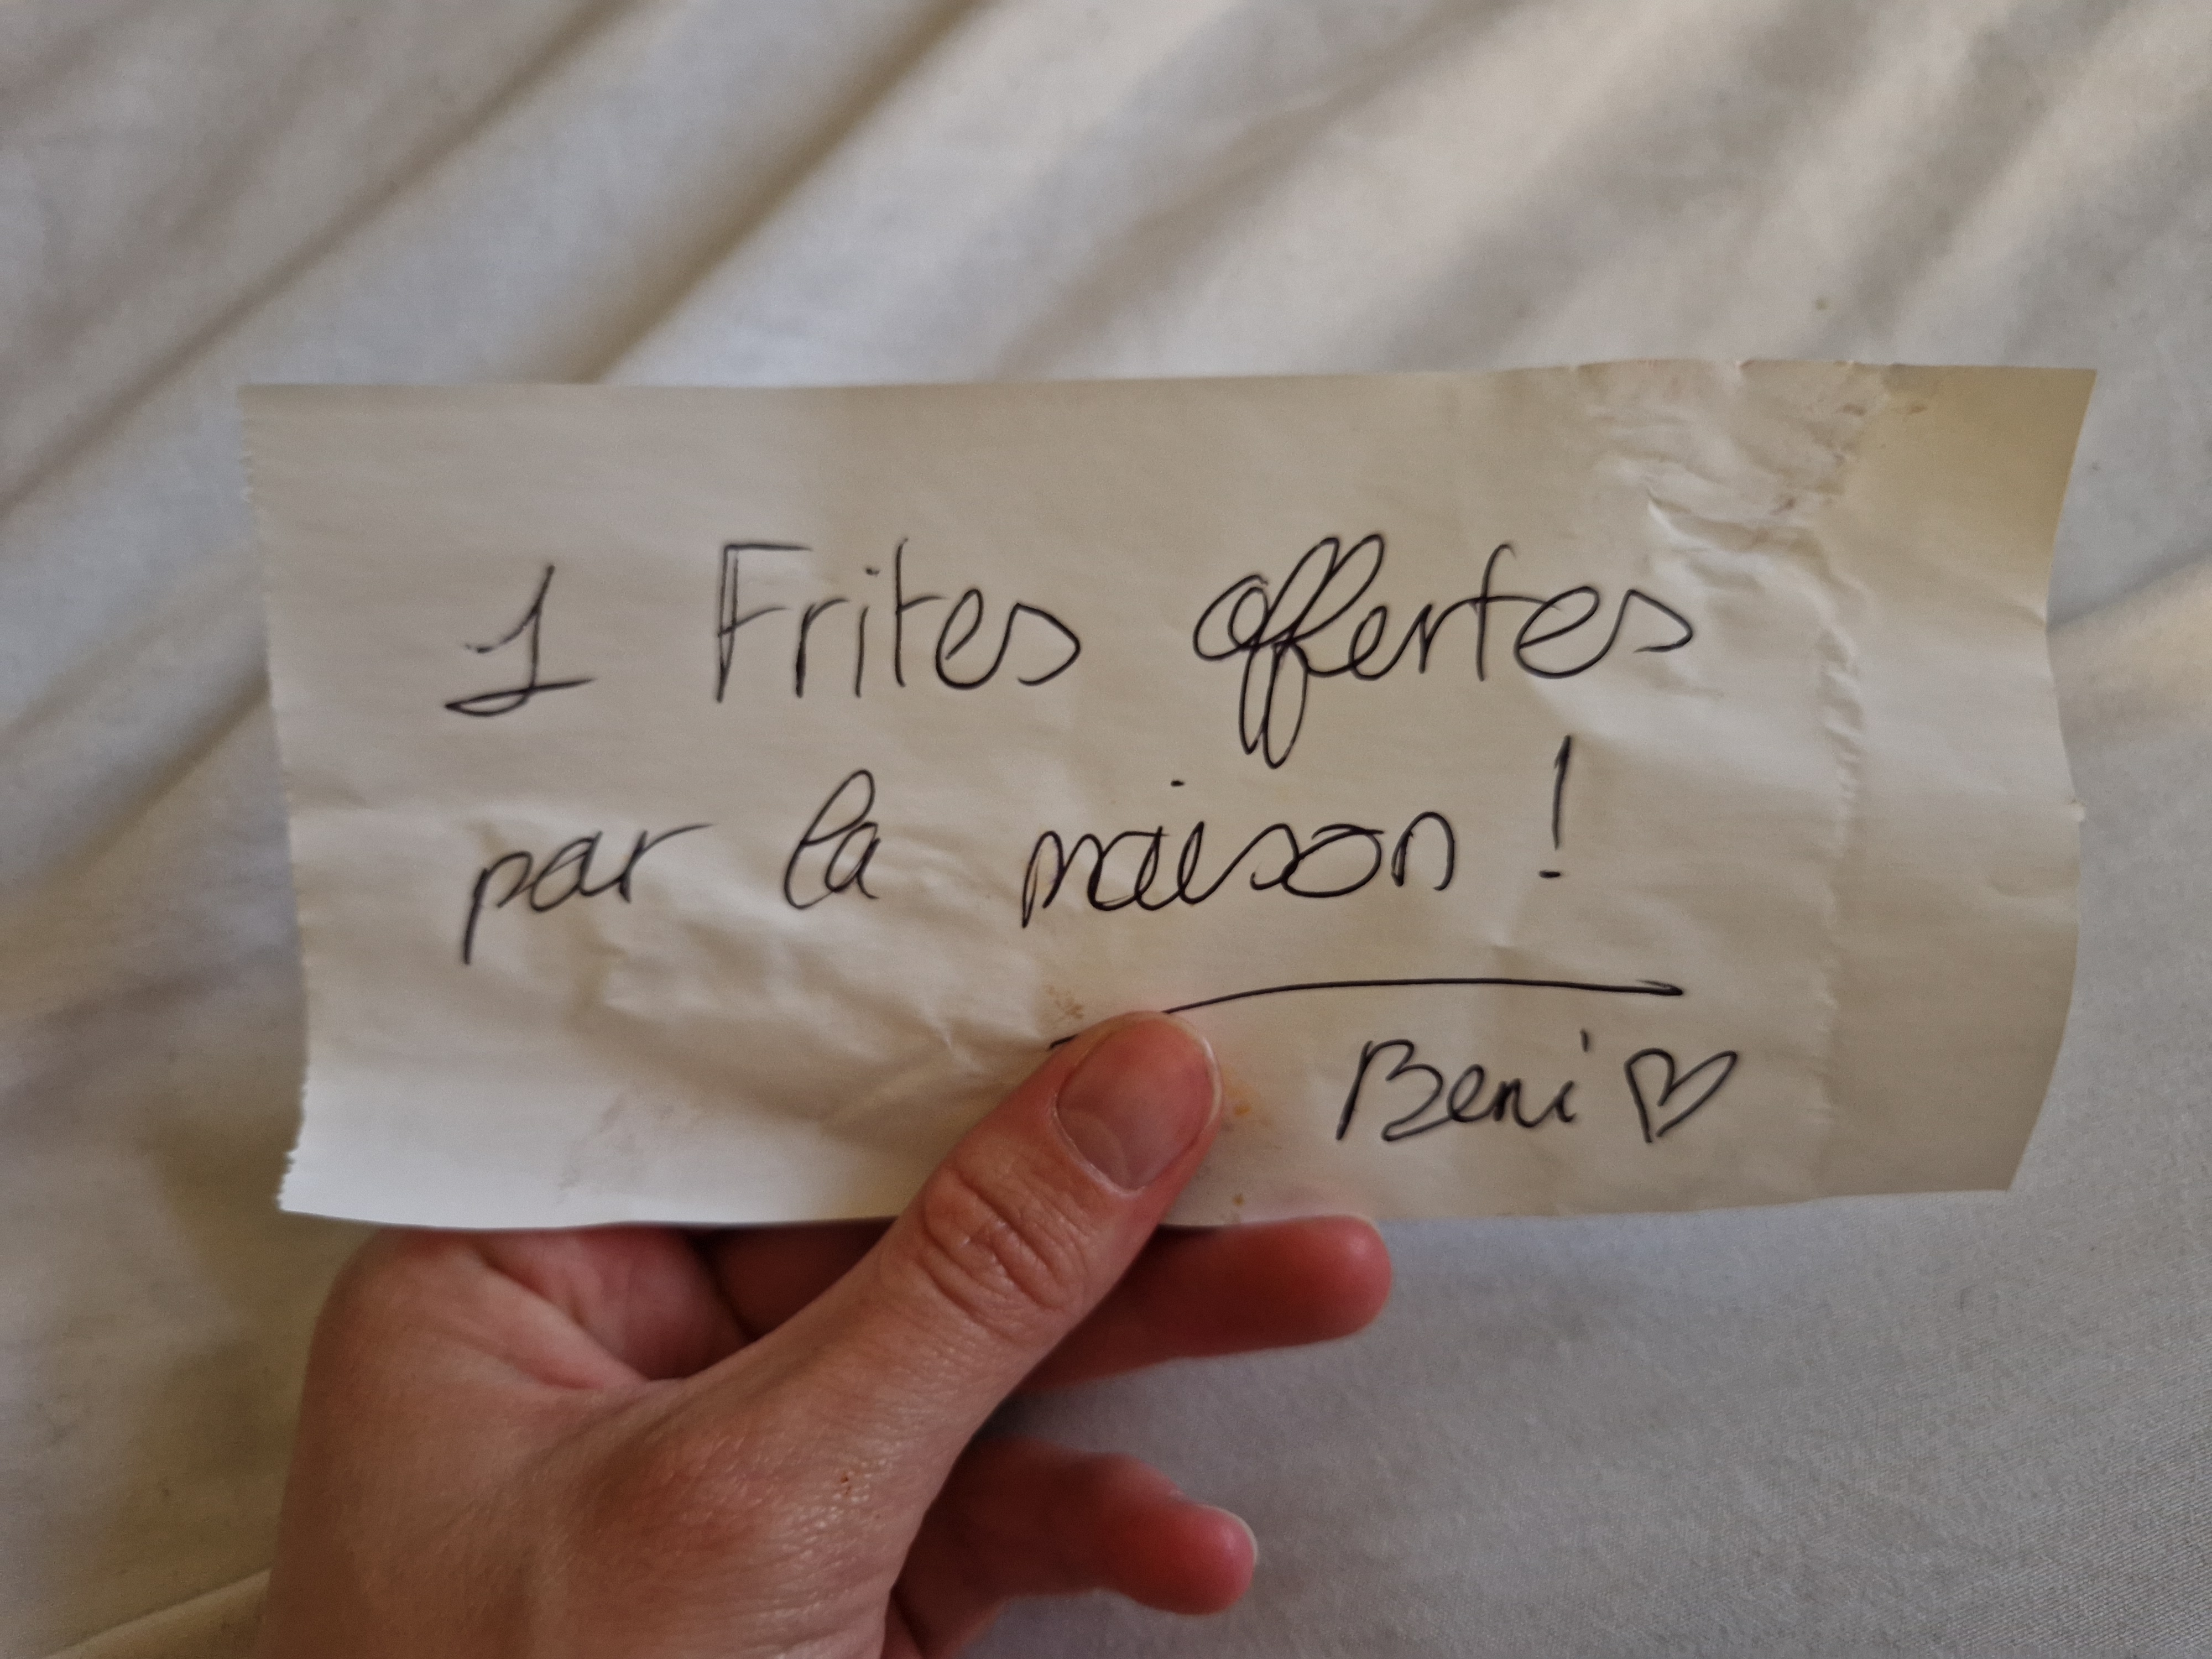 1 Frites offertes
par la maison !
Beni ♡